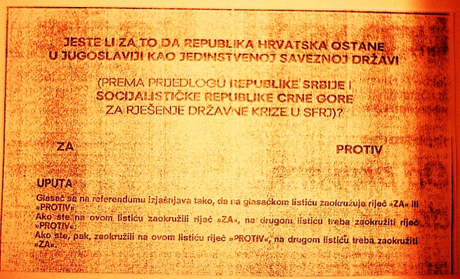 JESTE LI ZA TO DA REPUBLIKA HRVATSKA OSTANE
U JUGOSLAVIJI KAO JEDINSTVENOJ SAVEZNOJ DRŽAVI
(PREMA PRIJEDLOGU REPUBLIKE SRBIJE I
SOCIJALISTIČKE REPUBLIKE CRNE GORE
ZA RJEŠENJE DRŽAVNE KRIZE U SFRJ)?
ZA PROTIV
UPUTA
Glasač se na referendumu izjašnjava tako, da na glasačkom listiću zaokružuje riječ »ZA« ili
»PROTIV«.
Ako ste na ovom listiću zaokružili riječ »ZA«, na drugom listiću treba zaokružiti riječ
»PROTIV«.
Ako ste, pak, zaokružili na ovom listiću riječ »PROTIV«, na drugom listiću treba zaokružiti
»ZA«.